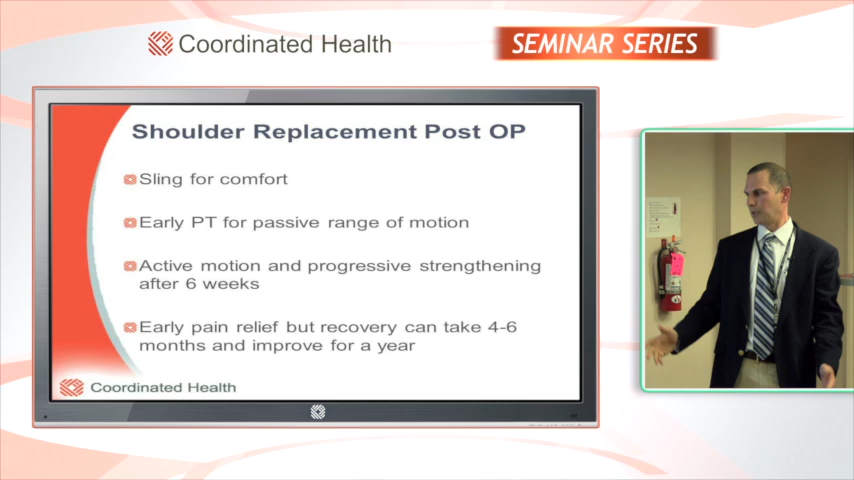 Coordinated Health
SEMINAR SERIES
Shoulder Replacement Post OP
Sling for comfort
Early PT for passive range of motion
Active motion and progressive strengthening
after 6 weeks
Early pain relief but recovery can take 4-6
months and improve for a year
Coordinated Health